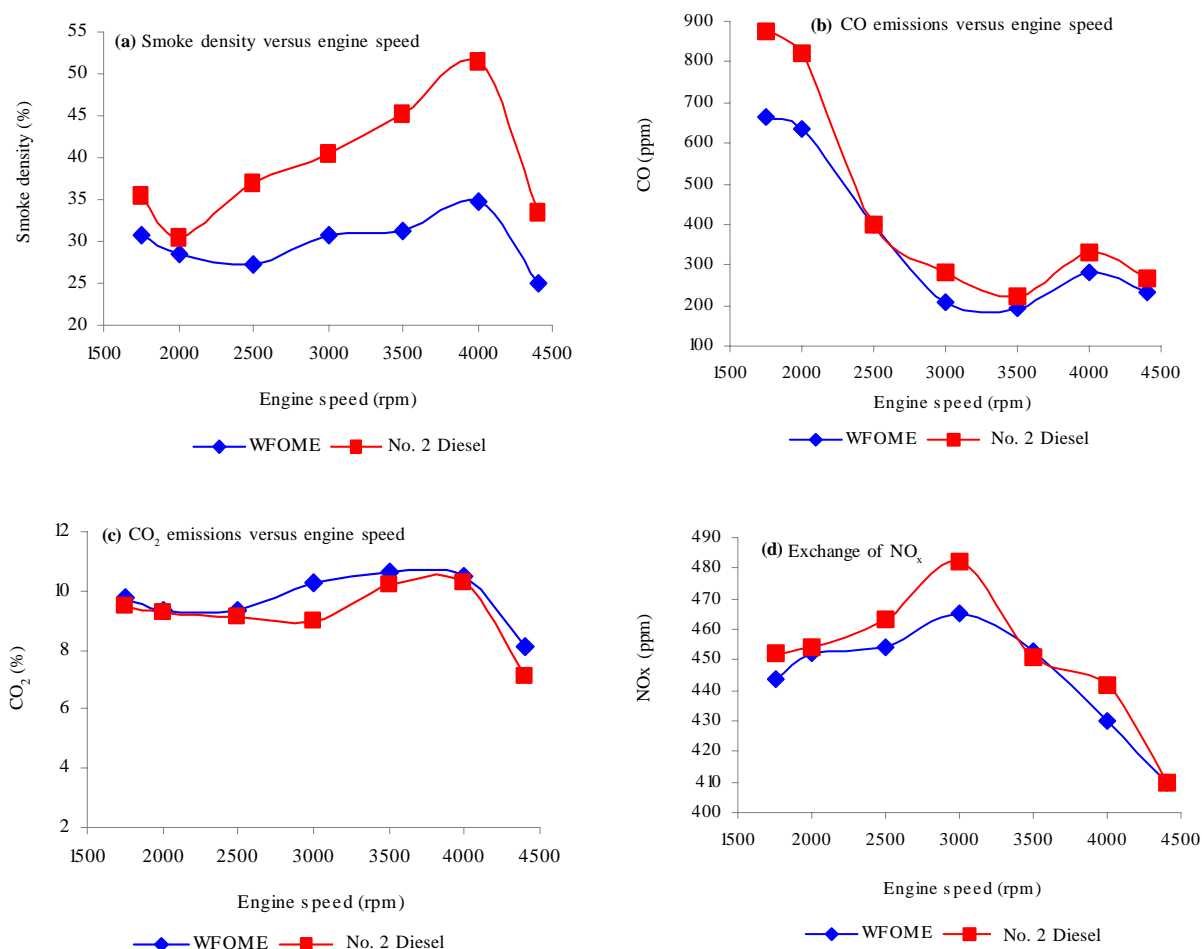 (a) Smoke density versus engine speed
55
50
45
40
35
30
25
20
Smoke density (%)
1500 2000 2500 3000 3500 4000 4500
Engine speed (rpm)
WFOME No. 2 Diesel
(b) CO emissions versus engine speed
900
800
700
600
500
400
300
200
100
CO (ppm)
1500 2000 2500 3000 3500 4000 4500
Engine speed (rpm)
WFOME No. 2 Diesel
(c) CO₂ emissions versus engine speed
12
10
8
6
4
2
CO₂ (%)
1500 2000 2500 3000 3500 4000 4500
Engine speed (rpm)
WFOME No. 2 Diesel
(d) Exchange of NOₓ
490
480
470
460
450
440
430
420
410
400
NOx (ppm)
1500 2000 2500 3000 3500 4000 4500
Engine speed (rpm)
WFOME No. 2 Diesel